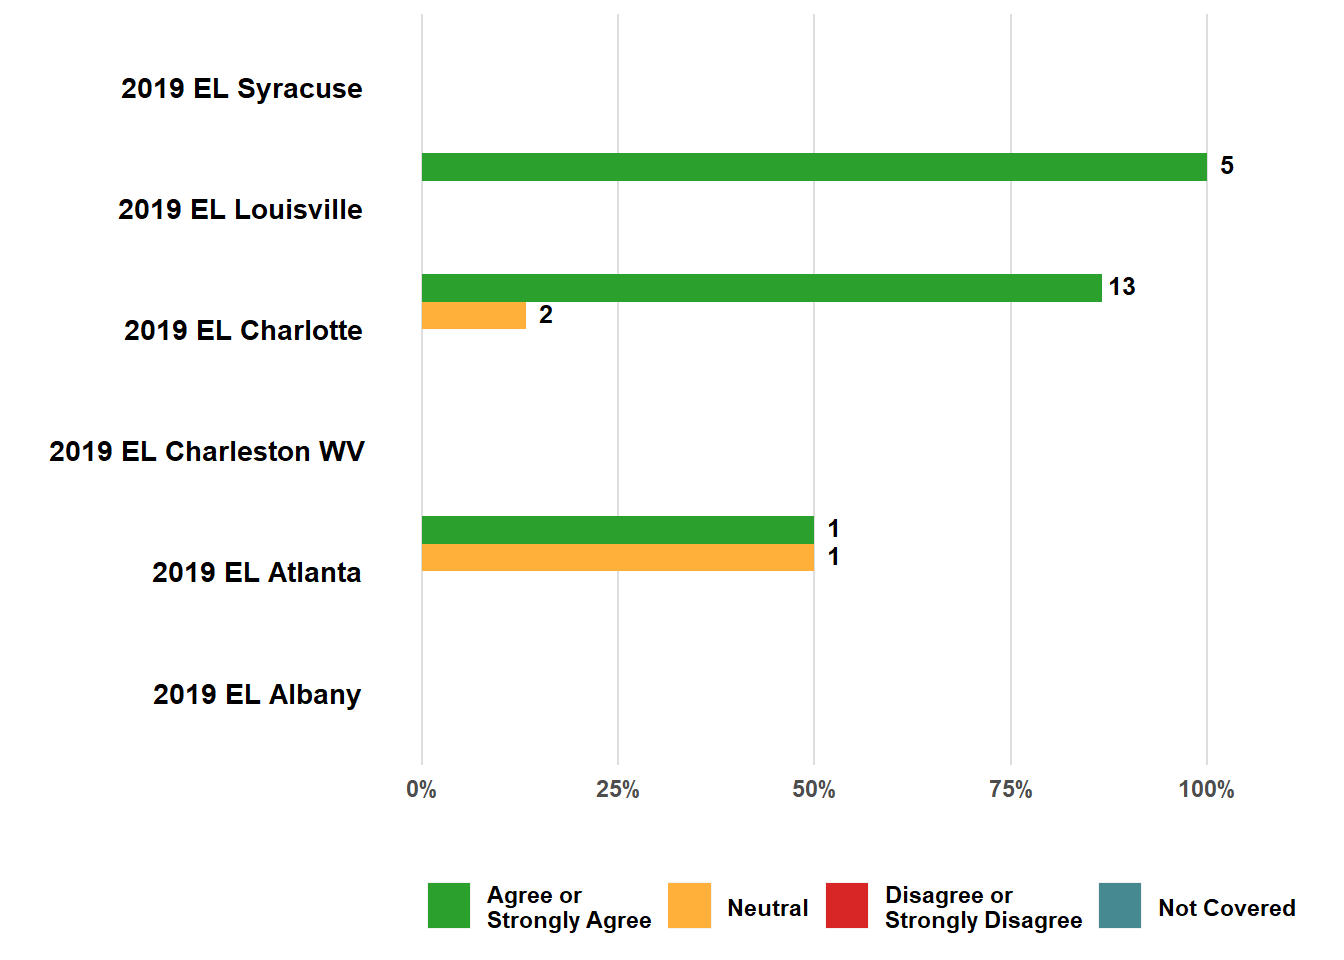 2019 EL Syracuse
5
2019 EL Louisville
13
2
2019 EL Charlotte
2019 EL Charleston WV
1
1
2019 EL Atlanta
2019 EL Albany
0% 25% 50% 75% 100%
Agree or
Strongly Agree
Neutral
Disagree or
Strongly Disagree
Not Covered